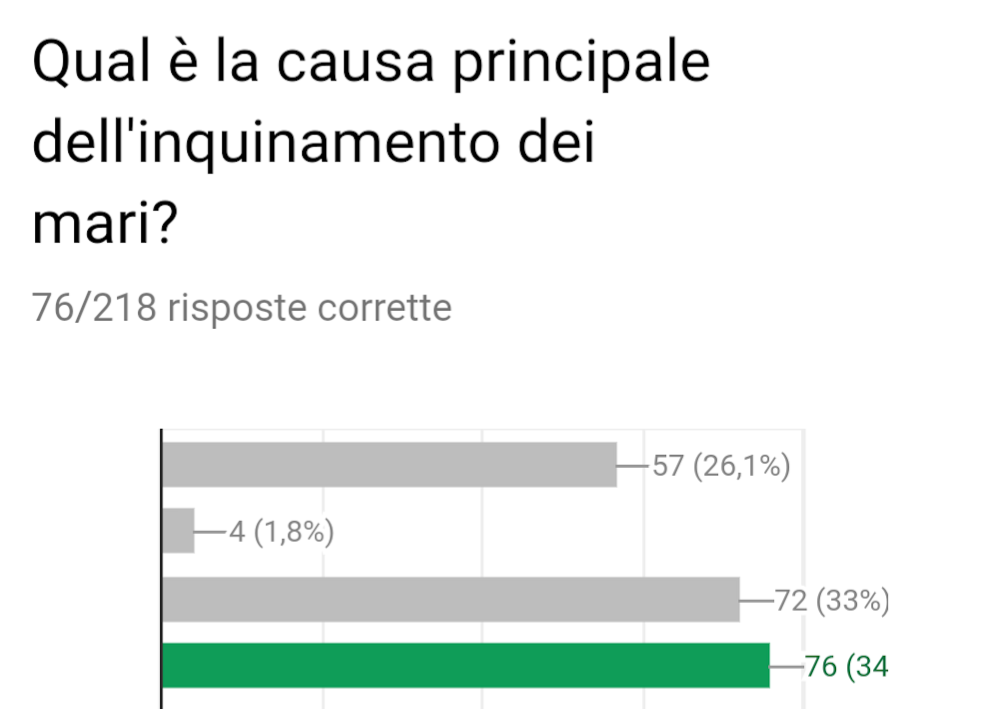 Qual è la causa principale
dell'inquinamento dei
mari?
76/218 risposte corrette
57 (26,1%)
4 (1,8%)
72 (33%)
76 (34